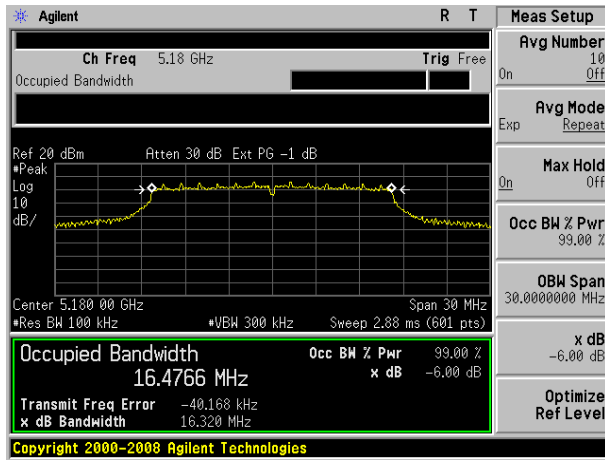 Agilent R T
Ch Freq 5.18 GHz Trig Free
Occupied Bandwidth
Ref 20 dBm Atten 30 dB Ext PG -1 dB
#Peak
Log
10
dB/
Center 5.180 00 GHz Span 30 MHz
#Res BW 100 kHz #VBW 300 kHz Sweep 2.88 ms (601 pts)
Occupied Bandwidth Occ BW % Pwr 99.00 %
16.4766 MHz x dB -6.00 dB
Transmit Freq Error -40.168 kHz
x dB Bandwidth 16.320 MHz
Copyright 2000-2008 Agilent Technologies
Meas Setup
Avg Number
10
On Off
Avg Mode
Exp Repeat
Max Hold
On Off
Occ BW % Pwr
99.00 %
OBW Span
30.0000000 MHz
x dB
-6.00 dB
Optimize
Ref Level